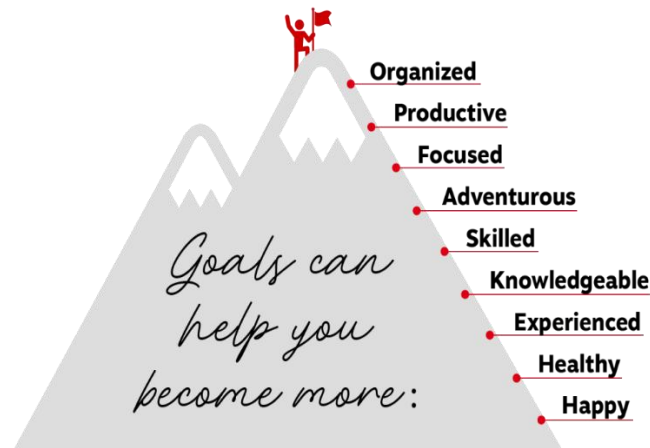 Organized
Productive
Focused
Adventurous
Skilled
Knowledgeable
Experienced
Healthy
Happy
Goals can
help you
become more: